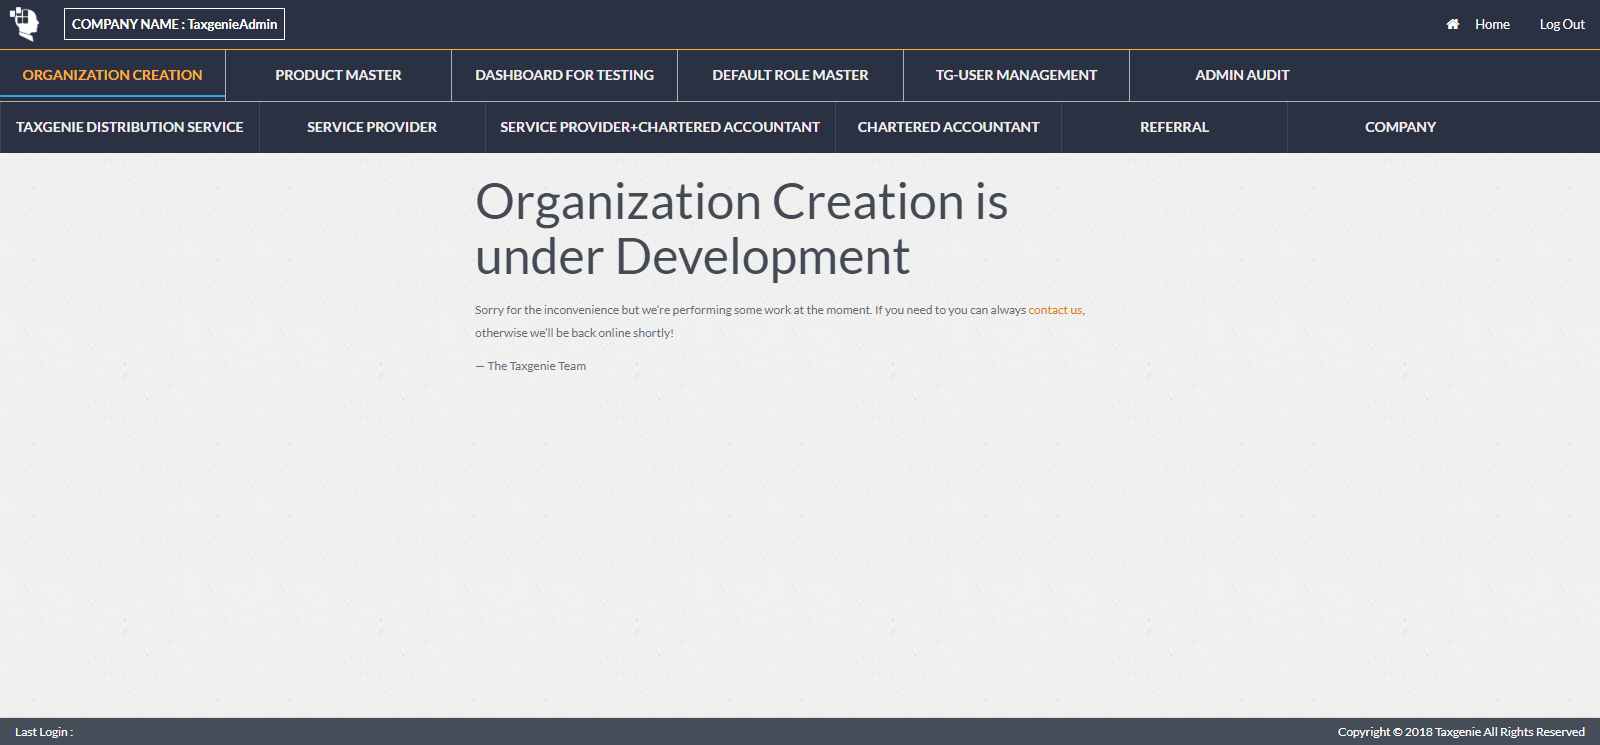 COMPANY NAME : TaxgenieAdmin
Home
Log Out
ORGANIZATION CREATION
PRODUCT MASTER
DASHBOARD FOR TESTING
DEFAULT ROLE MASTER
TG-USER MANAGEMENT
ADMIN AUDIT
TAXGENIE DISTRIBUTION SERVICE
SERVICE PROVIDER
SERVICE PROVIDER+CHARTERED ACCOUNTANT
CHARTERED ACCOUNTANT
REFERRAL
COMPANY
Organization Creation is
under Development
Sorry for the inconvenience but we’re performing some work at the moment. If you need to you can always contact us,
otherwise we’ll be back online shortly!
— The Taxgenie Team
Last Login :
Copyright © 2018 Taxgenie All Rights Reserved